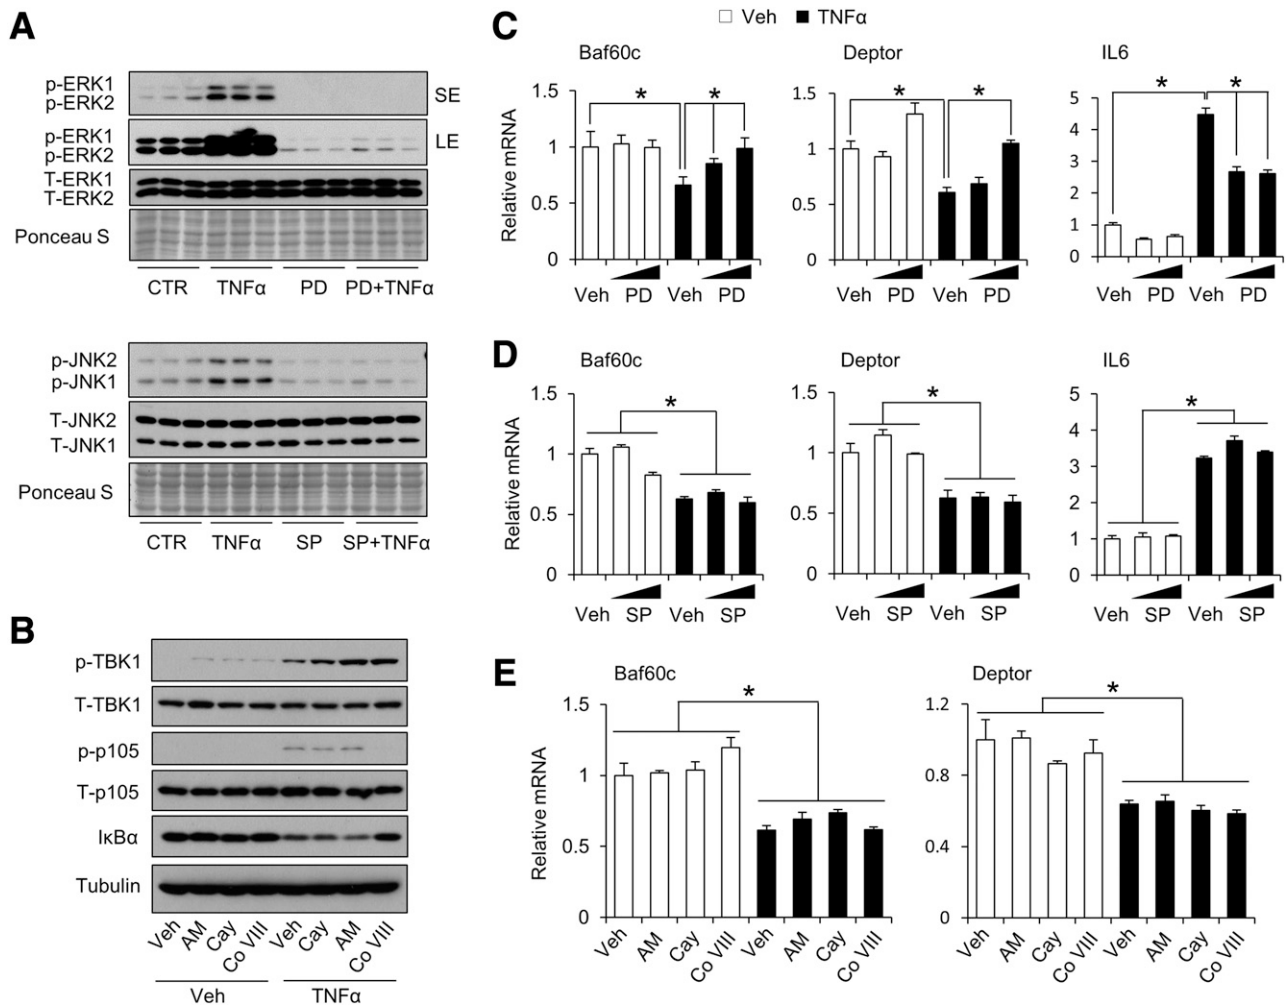 A
p-ERK1
p-ERK2
SE
p-ERK1
p-ERK2
LE
T-ERK1
T-ERK2
Ponceau S
CTR TNFα PD PD+TNFα
p-JNK2
p-JNK1
T-JNK2
T-JNK1
Ponceau S
CTR TNFα SP SP+TNFα
B
p-TBK1
T-TBK1
p-p105
T-p105
IκBα
Tubulin
Veh AM Cay Co VIII Veh Cay AM Co VIII
Veh TNFα
Veh TNFα
C
Baf60c
Relative mRNA
1.5
1
0.5
0
* *
Veh PD Veh PD
Deptor
1.5
1
0.5
0
* *
Veh PD Veh PD
IL6
5
4
3
2
1
0
* *
Veh PD Veh PD
D
Baf60c
Relative mRNA
1.5
1
0.5
0
*
Veh SP Veh SP
Deptor
1.5
1
0.5
0
*
Veh SP Veh SP
IL6
5
4
3
2
1
0
*
Veh SP Veh SP
E
Baf60c
Relative mRNA
1.5
1
0.5
0
*
Veh AM Cay Co VIII Veh AM Cay Co VIII
Deptor
1.2
0.8
0.4
0
*
Veh AM Cay Co VIII Veh AM Cay Co VIII